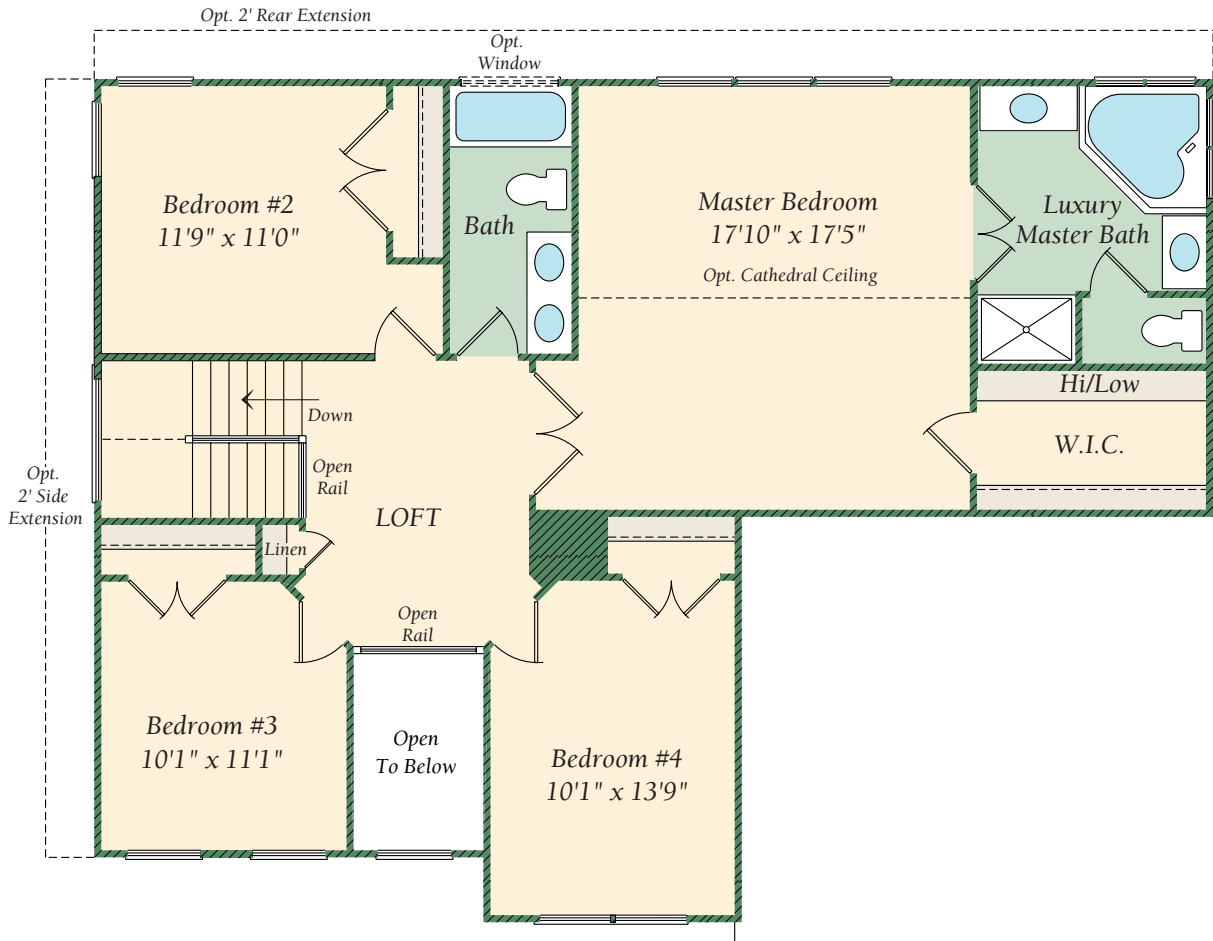 Opt. 2' Rear Extension
Opt.
Window
Bedroom #2
11'9" x 11'0"
Bath
Master Bedroom
17'10" x 17'5"
Opt. Cathedral Ceiling
Luxury
Master Bath
Hi/Low
W.I.C.
Down
Open
Rail
Opt.
2' Side
Extension
LOFT
Linen
Open
Rail
Bedroom #3
10'1" x 11'1"
Open
To Below
Bedroom #4
10'1" x 13'9"